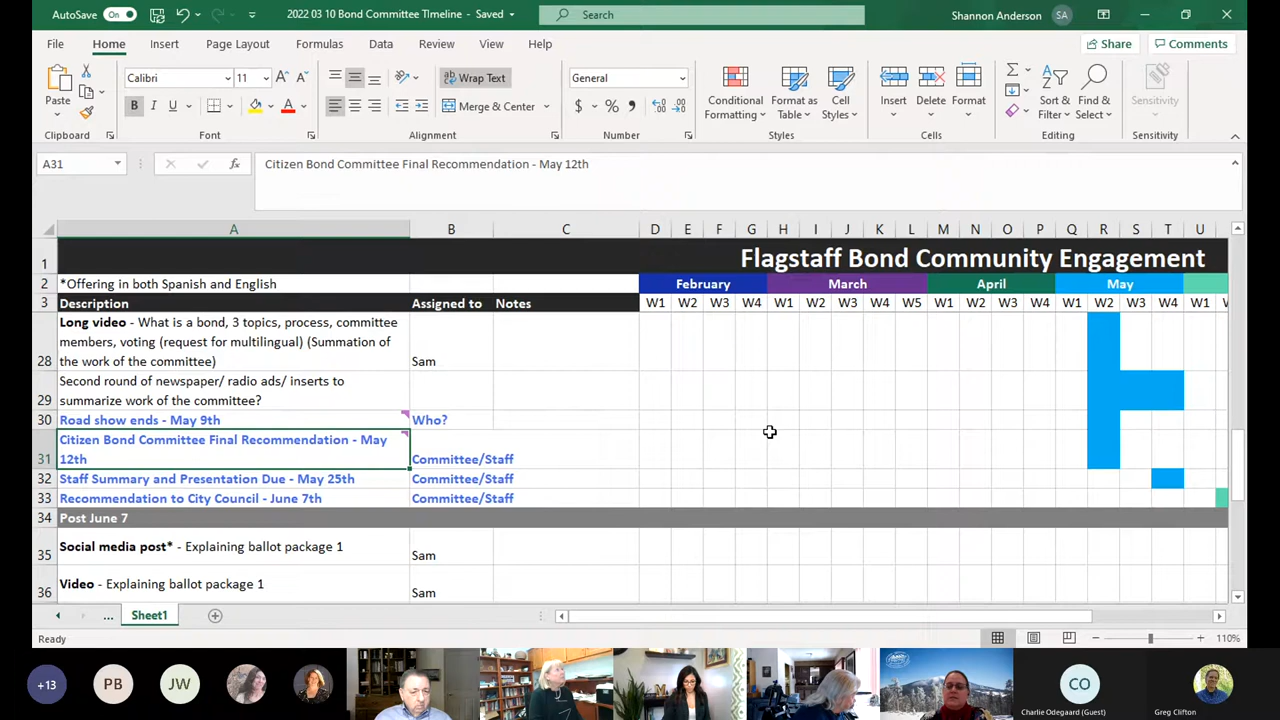 AutoSave On 2022 03 10 Bond Committee TImeline - Saved Search Shannon Anderson SA
File Home Insert Page Layout Formulas Data Review View Help Share Comments
Calibri 11 Wrap Text General
Paste B I U Merge & Center $ % Conditional Formatting Format as Table Cell Styles Insert Delete Format Sort & Filter Find & Select Sensitivity
Clipboard Font Alignment Number Styles Cells Editing Sensitivity
A31 fx Citizen Bond Committee Final Recommendation - May 12th
A B C D E F G H I J K L M N O P Q R S T U
1 Flagstaff Bond Community Engagement
2 *Offering in both Spanish and English February March April May
3 Description Assigned to Notes W1 W2 W3 W4 W1 W2 W3 W4 W5 W1 W2 W3 W4 W1 W2 W3 W4 W1
Long video - What is a bond, 3 topics, process, committee
members, voting (request for multilingual) (Summation of
28 the work of the committee) Sam
Second round of newspaper/ radio ads/ inserts to
29 summarize work of the committee?
30 Road show ends - May 9th Who?
Citizen Bond Committee Final Recommendation - May
31 12th Committee/Staff
32 Staff Summary and Presentation Due - May 25th Committee/Staff
33 Recommendation to City Council - June 7th Committee/Staff
34 Post June 7
35 Social media post* - Explaining ballot package 1 Sam
36 Video - Explaining ballot package 1 Sam
... Sheet1
Ready 110%
+13 PB JW CO
Charlie Odegaard (Guest) Greg Clifton